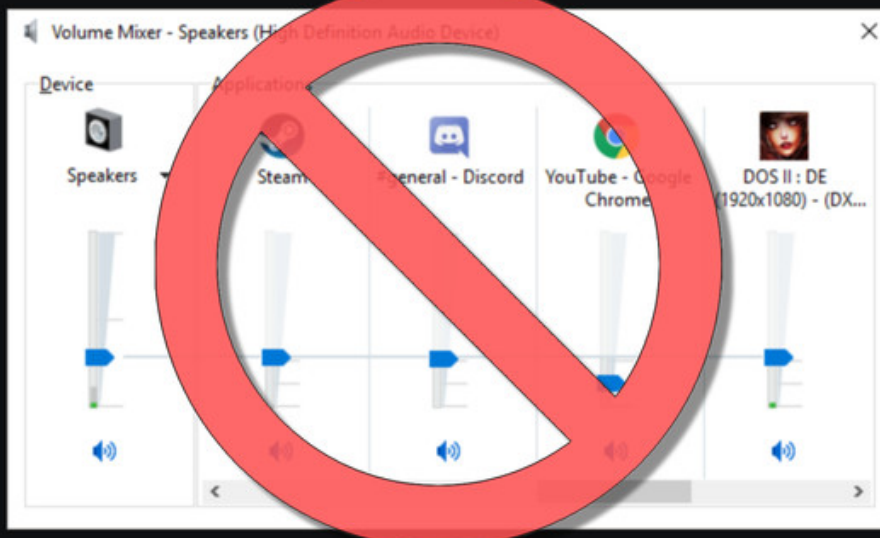 Volume Mixer - Speakers (High Definition Audio Device)
Device
Applications
Speakers
Steam
#general - Discord
YouTube - Google
Chrome
DOS II : DE
(1920x1080) - (DX...